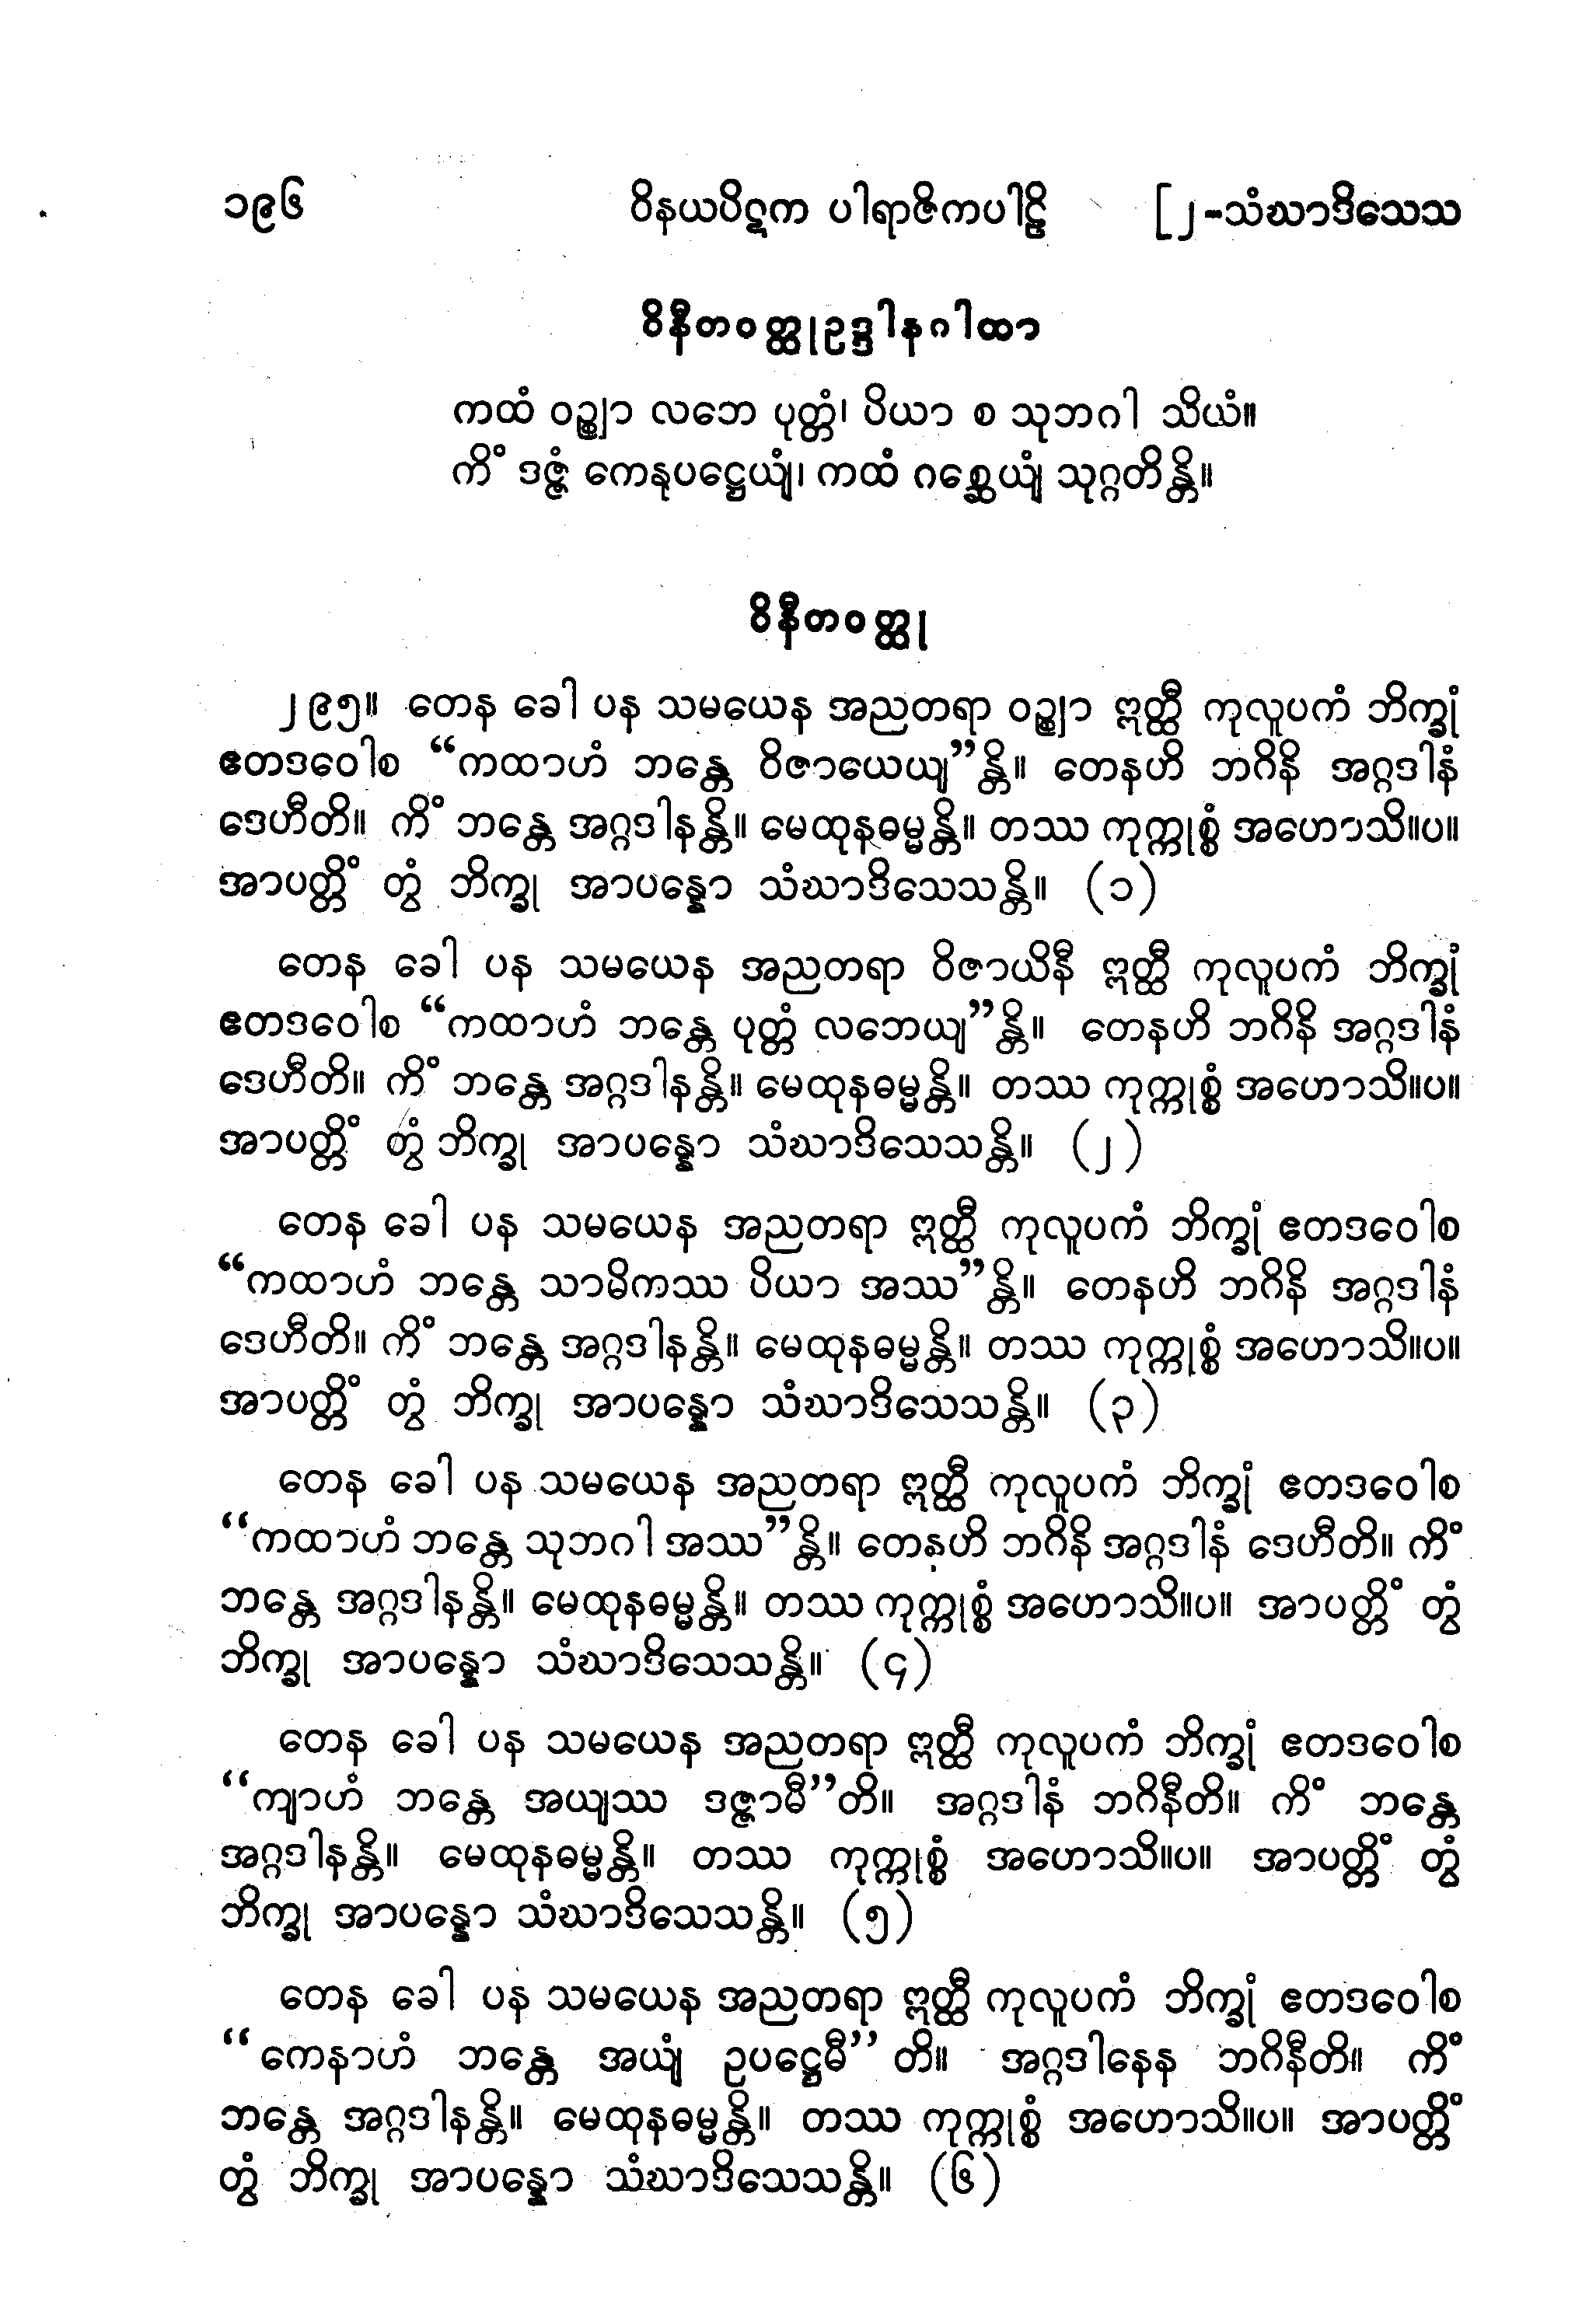 ၁၉၆ ဝိနယပိဋက ပါရာဇိကပါဠိ [၂-သံဃာဒိသေသ
ဝိနီတဝတ္ထုဥဒ္ဒါနဂါထာ
ကထံ ဝဉ္ဈာ လဘေ ပုတ္တံ၊ ပိယာ စ သုဘဂါ သိယံ။
ကိံ ဒဇ္ဇံ ကေနုပဋ္ဌေယျံ၊ ကထံ ဂစ္ဆေယျံ သုဂ္ဂတိန္တိ။
ဝိနီတဝတ္ထု
၂၉၅။ တေန ခေါ ပန သမယေန အညတရာ ဝဉ္ဈာ ဣတ္ထီ ကုလူပကံ ဘိက္ခုံ
ဧတဒဝေါစ “ကထာဟံ ဘန္တေ ဝိဇာယေယျ”န္တိ။ တေနဟိ ဘဂိနိ အဂ္ဂဒါနံ
ဒေဟီတိ။ ကိံ ဘန္တေ အဂ္ဂဒါနန္တိ။ မေထုနဓမ္မန္တိ။ တဿ ကုက္ကုစ္စံ အဟောသိ။ပ။
အာပတ္တိံ တွံ ဘိက္ခု အာပန္နော သံဃာဒိသေသန္တိ။ (၁)
တေန ခေါ ပန သမယေန အညတရာ ဝိဇာယိနီ ဣတ္ထီ ကုလူပကံ ဘိက္ခုံ
ဧတဒဝေါစ “ကထာဟံ ဘန္တေ ပုတ္တံ လဘေယျ”န္တိ။ တေနဟိ ဘဂိနိ အဂ္ဂဒါနံ
ဒေဟီတိ။ ကိံ ဘန္တေ အဂ္ဂဒါနန္တိ။ မေထုနဓမ္မန္တိ။ တဿ ကုက္ကုစ္စံ အဟောသိ။ပ။
အာပတ္တိံ တွံ ဘိက္ခု အာပန္နော သံဃာဒိသေသန္တိ။ (၂)
တေန ခေါ ပန သမယေန အညတရာ ဣတ္ထီ ကုလူပကံ ဘိက္ခုံ ဧတဒဝေါစ
“ကထာဟံ ဘန္တေ သာမိကဿ ပိယာ အဿ”န္တိ။ တေနဟိ ဘဂိနိ အဂ္ဂဒါနံ
ဒေဟီတိ။ ကိံ ဘန္တေ အဂ္ဂဒါနန္တိ။ မေထုနဓမ္မန္တိ။ တဿ ကုက္ကုစ္စံ အဟောသိ။ပ။
အာပတ္တိံ တွံ ဘိက္ခု အာပန္နော သံဃာဒိသေသန္တိ။ (၃)
တေန ခေါ ပန သမယေန အညတရာ ဣတ္ထီ ကုလူပကံ ဘိက္ခုံ ဧတဒဝေါစ
“ကထာဟံ ဘန္တေ သုဘဂါ အဿ”န္တိ။ တေနဟိ ဘဂိနိ အဂ္ဂဒါနံ ဒေဟီတိ။ ကိံ
ဘန္တေ အဂ္ဂဒါနန္တိ။ မေထုနဓမ္မန္တိ။ တဿ ကုက္ကုစ္စံ အဟောသိ။ပ။ အာပတ္တိံ တွံ
ဘိက္ခု အာပန္နော သံဃာဒိသေသန္တိ။ (၄)
တေန ခေါ ပန သမယေန အညတရာ ဣတ္ထီ ကုလူပကံ ဘိက္ခုံ ဧတဒဝေါစ
“ကျာဟံ ဘန္တေ အယျဿ ဒဇ္ဇာမီ”တိ။ အဂ္ဂဒါနံ ဘဂိနီတိ။ ကိံ ဘန္တေ
အဂ္ဂဒါနန္တိ။ မေထုနဓမ္မန္တိ။ တဿ ကုက္ကုစ္စံ အဟောသိ။ပ။ အာပတ္တိံ တွံ
ဘိက္ခု အာပန္နော သံဃာဒိသေသန္တိ။ (၅)
တေန ခေါ ပန သမယေန အညတရာ ဣတ္ထီ ကုလူပကံ ဘိက္ခုံ ဧတဒဝေါစ
“ကေနာဟံ ဘန္တေ အယျံ ဥပဋ္ဌေမီ”တိ။ အဂ္ဂဒါနေန ဘဂိနီတိ။ ကိံ
ဘန္တေ အဂ္ဂဒါနန္တိ။ မေထုနဓမ္မန္တိ။ တဿ ကုက္ကုစ္စံ အဟောသိ။ပ။ အာပတ္တိံ
တွံ ဘိက္ခု အာပန္နော သံဃာဒိသေသန္တိ။ (၆)